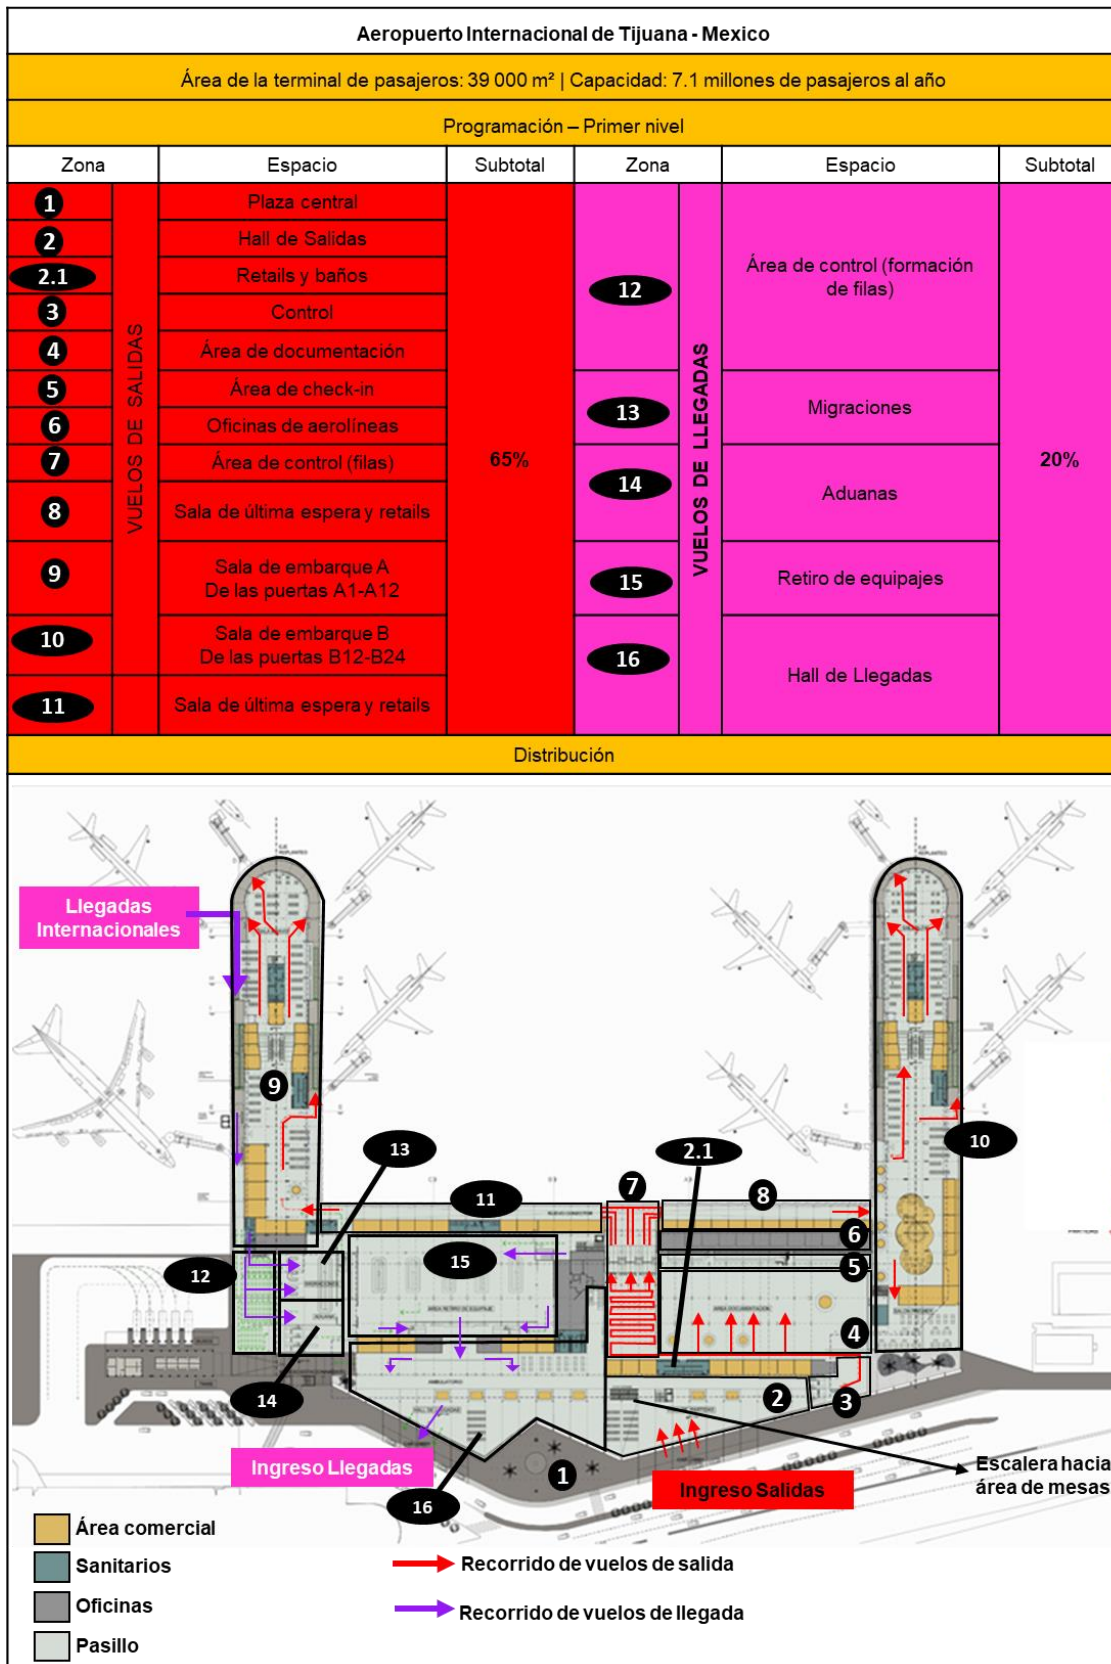 Aeropuerto Internacional de Tijuana - Mexico
Área de la terminal de pasajeros: 39 000 m² | Capacidad: 7.1 millones de pasajeros al año
Programación – Primer nivel
Zona Espacio Subtotal Zona Espacio Subtotal
1 Plaza central
2 Hall de Salidas
2.1 Retails y baños
3 Control
4 Área de documentación
5 Área de check-in
6 Oficinas de aerolíneas
7 Área de control (filas)
8 Sala de última espera y retails
9 Sala de embarque A
De las puertas A1-A12
10 Sala de embarque B
De las puertas B12-B24
11 Sala de última espera y retails
VUELOS DE SALIDAS
65%
12 Área de control (formación
de filas)
13 Migraciones
14 Aduanas
15 Retiro de equipajes
16 Hall de Llegadas
VUELOS DE LLEGADAS
20%
Distribución
Llegadas
Internacionales
9
10
13
2.1
11
7
8
6
12
15
5
AREA RETIRO DE EQUIPAJE
AREA DOCUMENTACION
4
14
2
3
AMBULATORIO
1
Ingreso Llegadas
Ingreso Salidas
16
Escalera hacia
área de mesas
Área comercial
Sanitarios
Oficinas
Pasillo
Recorrido de vuelos de salida
Recorrido de vuelos de llegada